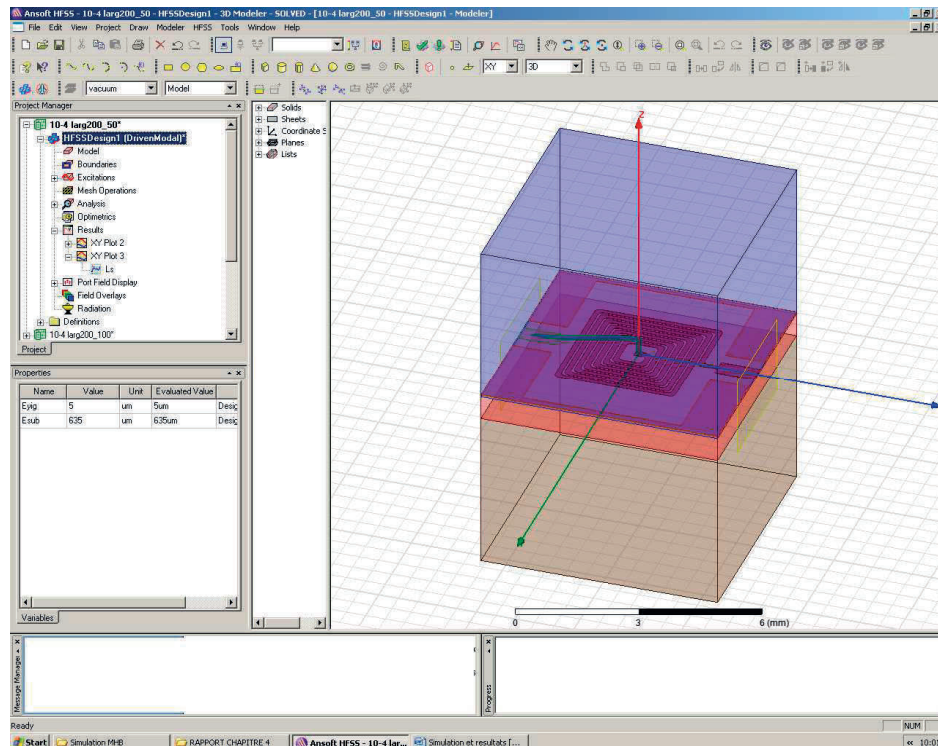 Ansoft HFSS - 10-4 larg200_50 - HFSSDesign1 - 3D Modeler - SOLVED - [10-4 larg200_50 - HFSSDesign1 - Modeler]
File Edit View Project Draw Modeler HFSS Tools Window Help
XY 3D
vacuum Model
Project Manager
10-4 larg200_50*
HFSSDesign1 (DrivenModal)*
Model
Boundaries
Excitations
Mesh Operations
Analysis
Optimetrics
Results
XY Plot 2
XY Plot 3
Ls
Port Field Display
Field Overlays
Radiation
Definitions
10-4 larg200_100*
Project
Solids
Sheets
Coordinate S
Planes
Lists
Z
Properties
Name Value Unit Evaluated Value
Eyig 5 um 5um Desig
Esub 635 um 635um Desig
Variables
0 3 6 (mm)
Message Manager
Progress
Ready
NUM
Start Simulation MHB RAPPORT CHAPITRE 4 Ansoft HFSS - 10-4 lar... Simulation et resultats [...